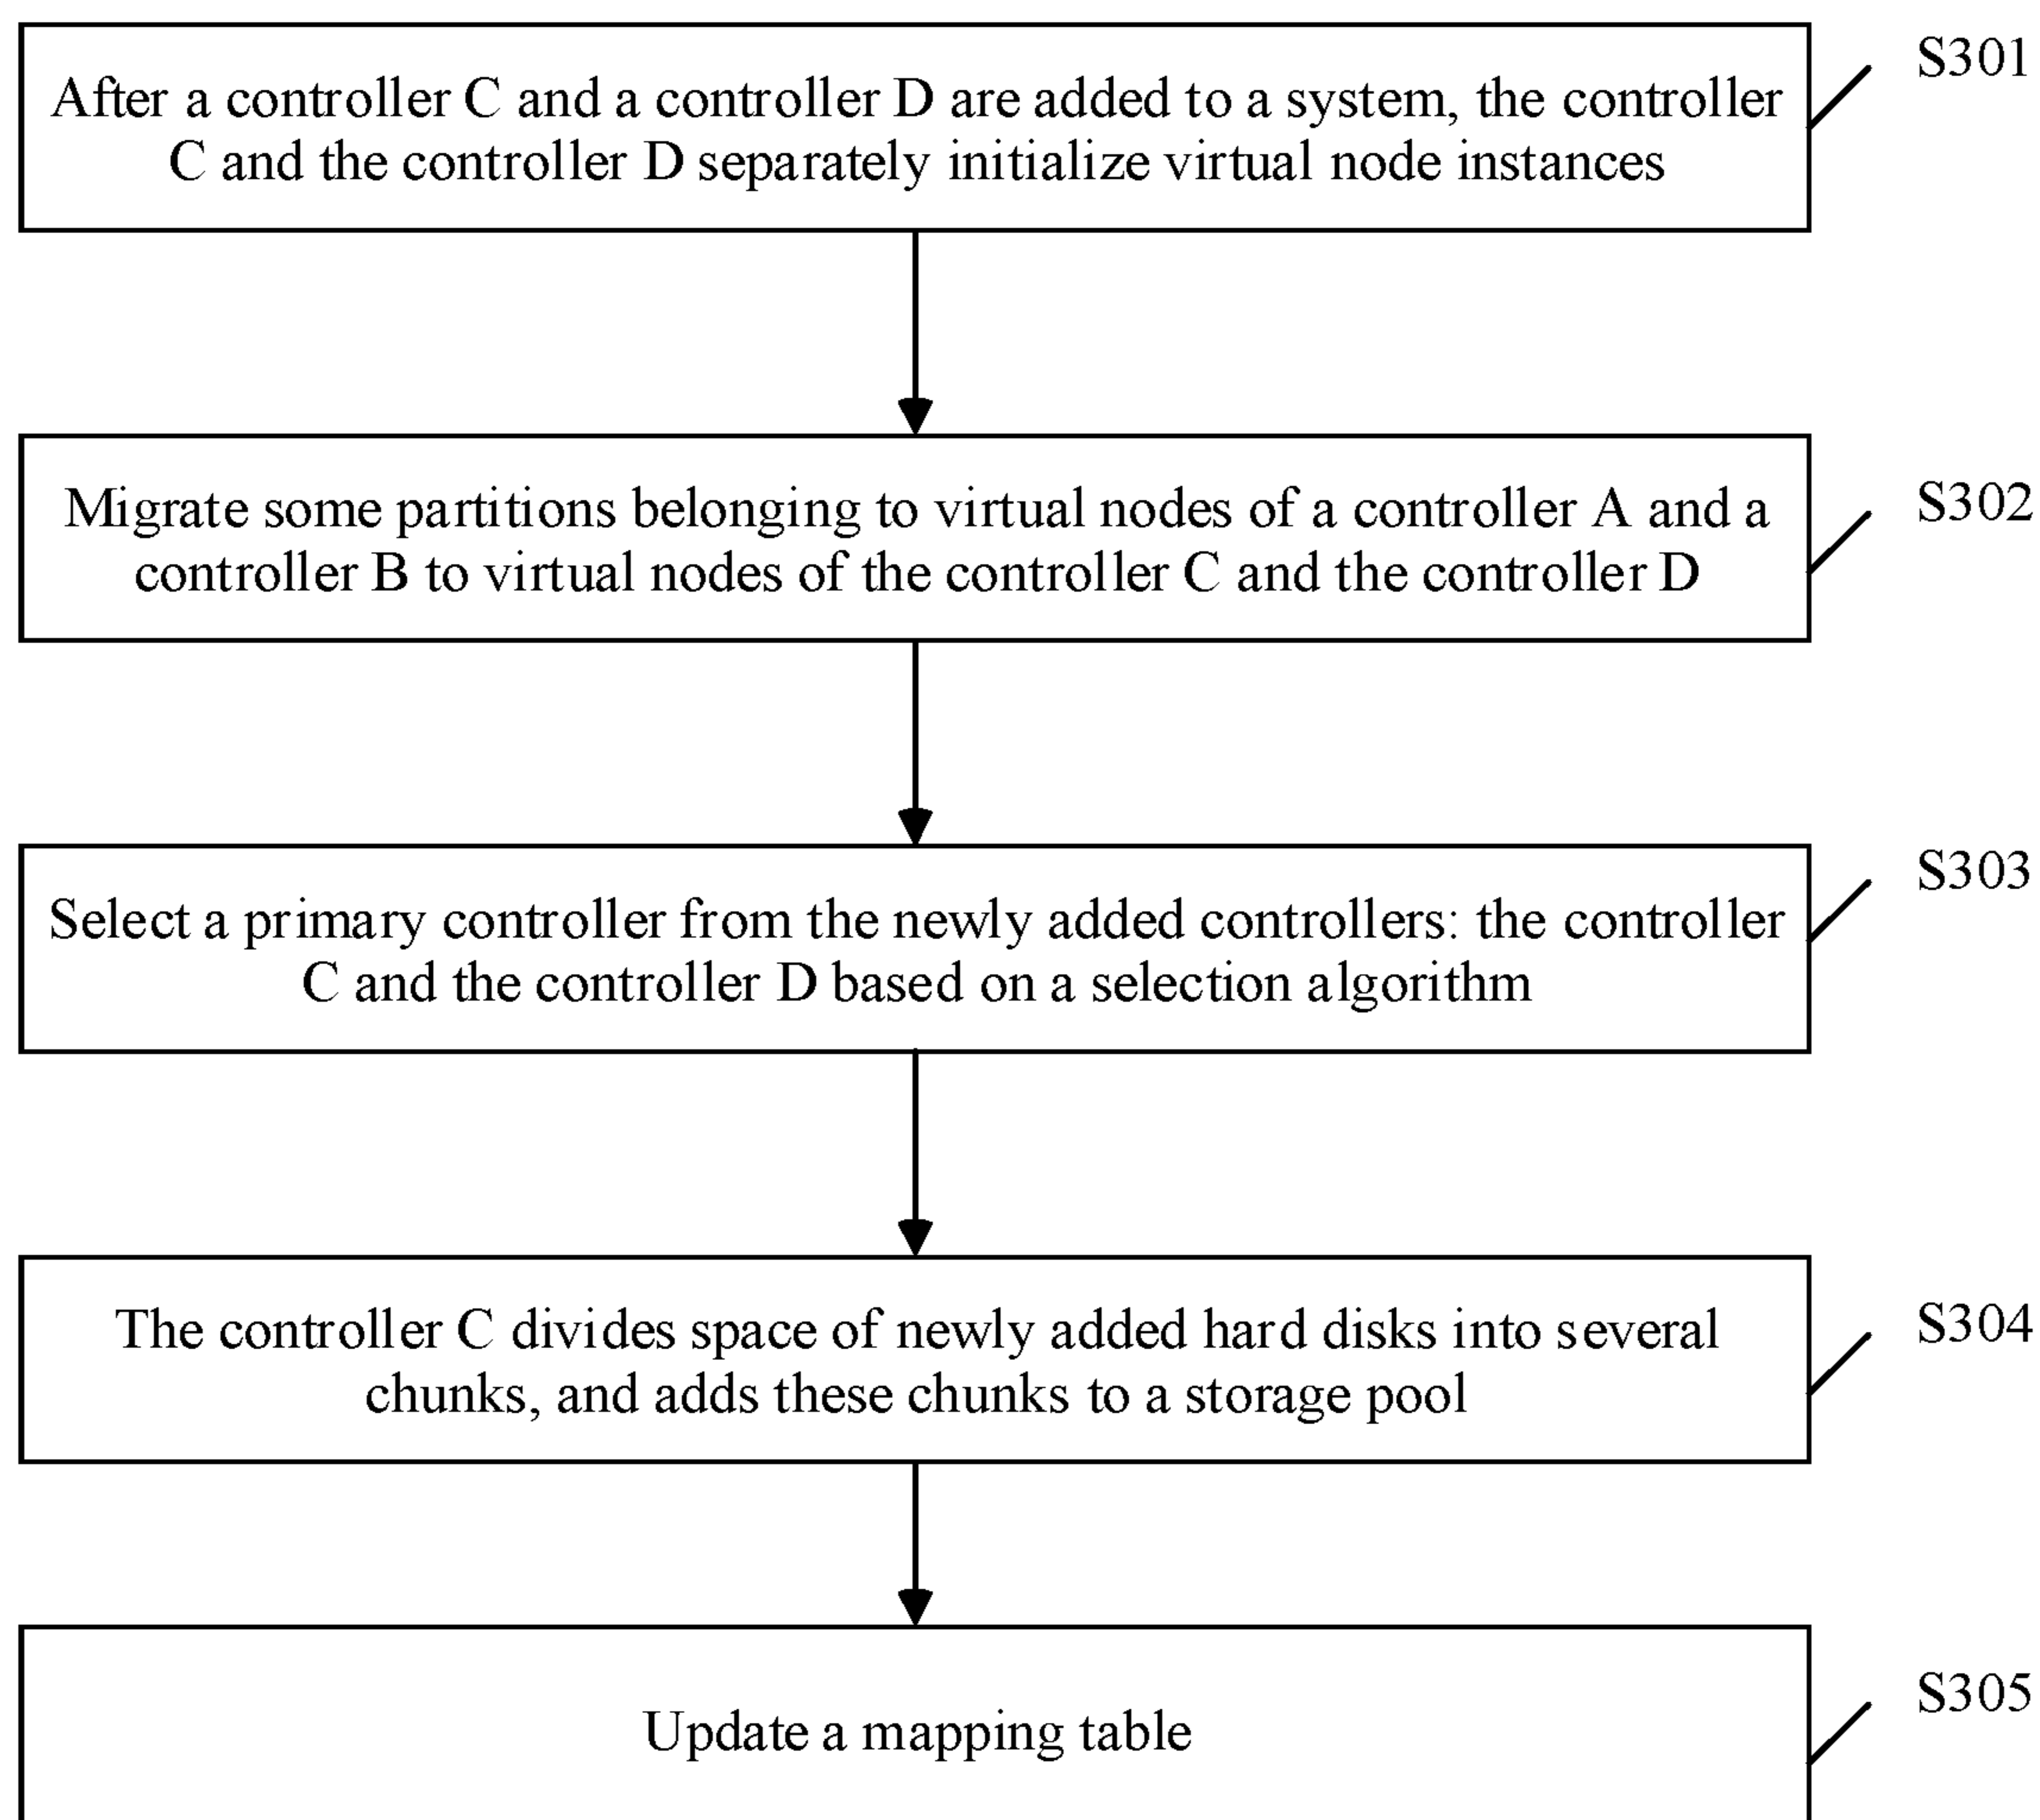 After a controller C and a controller D are added to a system, the controller
C and the controller D separately initialize virtual node instances
S301
Migrate some partitions belonging to virtual nodes of a controller A and a
controller B to virtual nodes of the controller C and the controller D
S302
Select a primary controller from the newly added controllers: the controller
C and the controller D based on a selection algorithm
S303
The controller C divides space of newly added hard disks into several
chunks, and adds these chunks to a storage pool
S304
Update a mapping table
S305